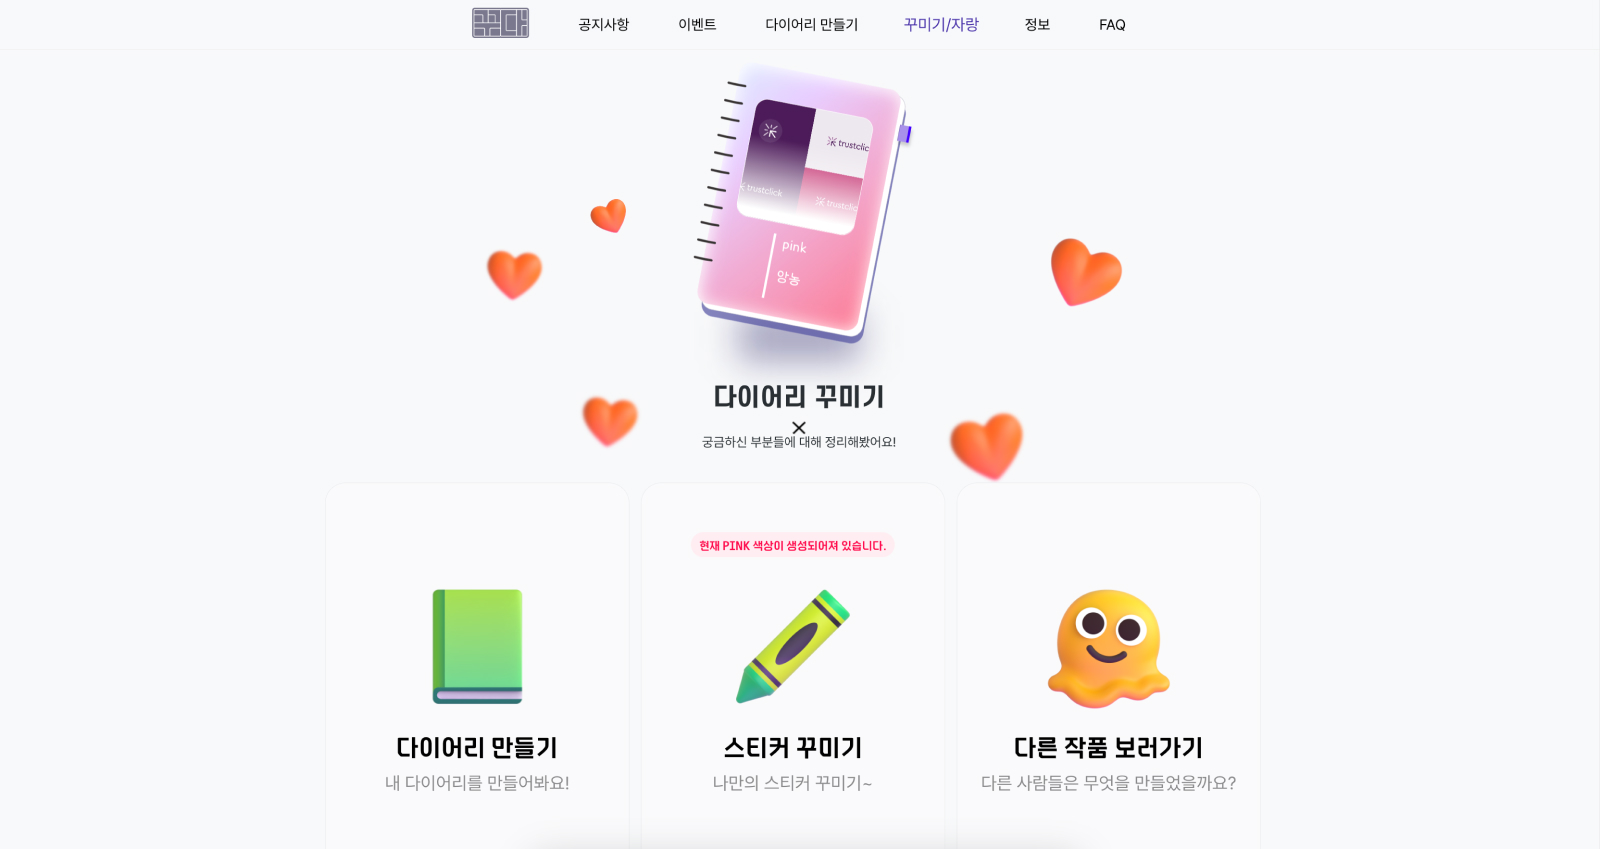 공지사항
이벤트
다이어리 만들기
꾸미기/자랑
정보
FAQ
trustclic
trustclick
trustclic
pink
앙농
다이어리 꾸미기
궁금하신 부분들에 대해 정리해봤어요!
현재 PINK 색상이 생성되어져 있습니다.
다이어리 만들기
내 다이어리를 만들어봐요!
스티커 꾸미기
나만의 스티커 꾸미기~
다른 작품 보러가기
다른 사람들은 무엇을 만들었을까요?